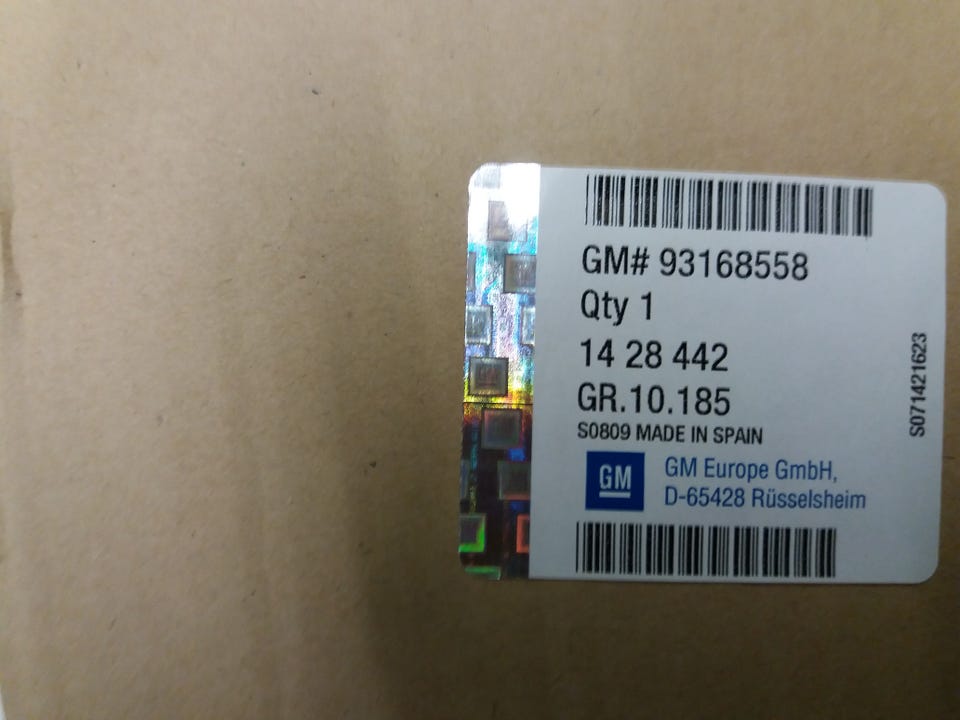 GM# 93168558
Qty 1
14 28 442
GR.10.185
S0809 MADE IN SPAIN
GM
GM Europe GmbH,
D-65428 Rüsselsheim
S071421623